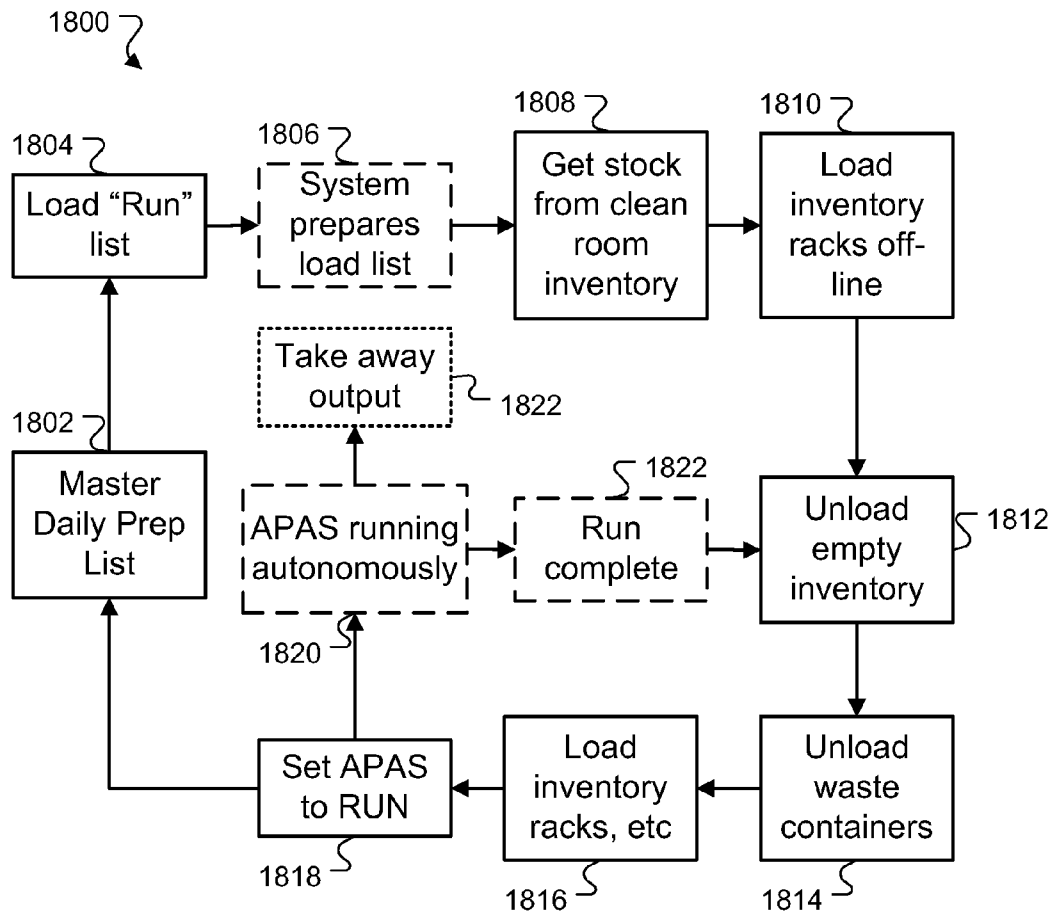 1800
1804
Load “Run”
list
1806
System
prepares
load list
1808
Get stock
from clean
room
inventory
1810
Load
inventory
racks off-
line
Take away
output
1822
1802
Master
Daily Prep
List
APAS running
autonomously
1820
1822
Run
complete
Unload
empty
inventory
1812
Set APAS
to RUN
1818
Load
inventory
racks, etc
1816
Unload
waste
containers
1814